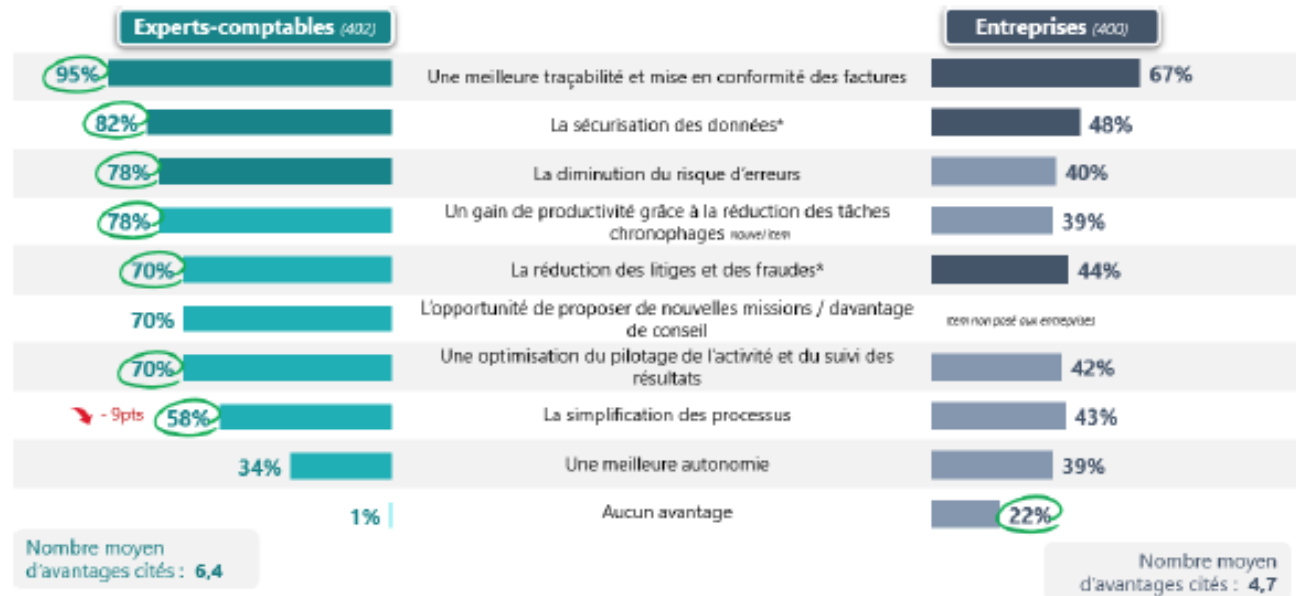 Experts-comptables (402)
Entreprises (400)
95% Une meilleure traçabilité et mise en conformité des factures 67%
82% La sécurisation des données* 48%
78% La diminution du risque d'erreurs 40%
78% Un gain de productivité grâce à la réduction des tâches
chronophages nouvel item 39%
70% La réduction des litiges et des fraudes* 44%
70% L'opportunité de proposer de nouvelles missions / davantage
de conseil item non posé aux entreprises
70% Une optimisation du pilotage de l'activité et du suivi des
résultats 42%
- 9pts 58% La simplification des processus 43%
34% Une meilleure autonomie 39%
1% Aucun avantage 22%
Nombre moyen
d'avantages cités : 6,4
Nombre moyen
d'avantages cités : 4,7